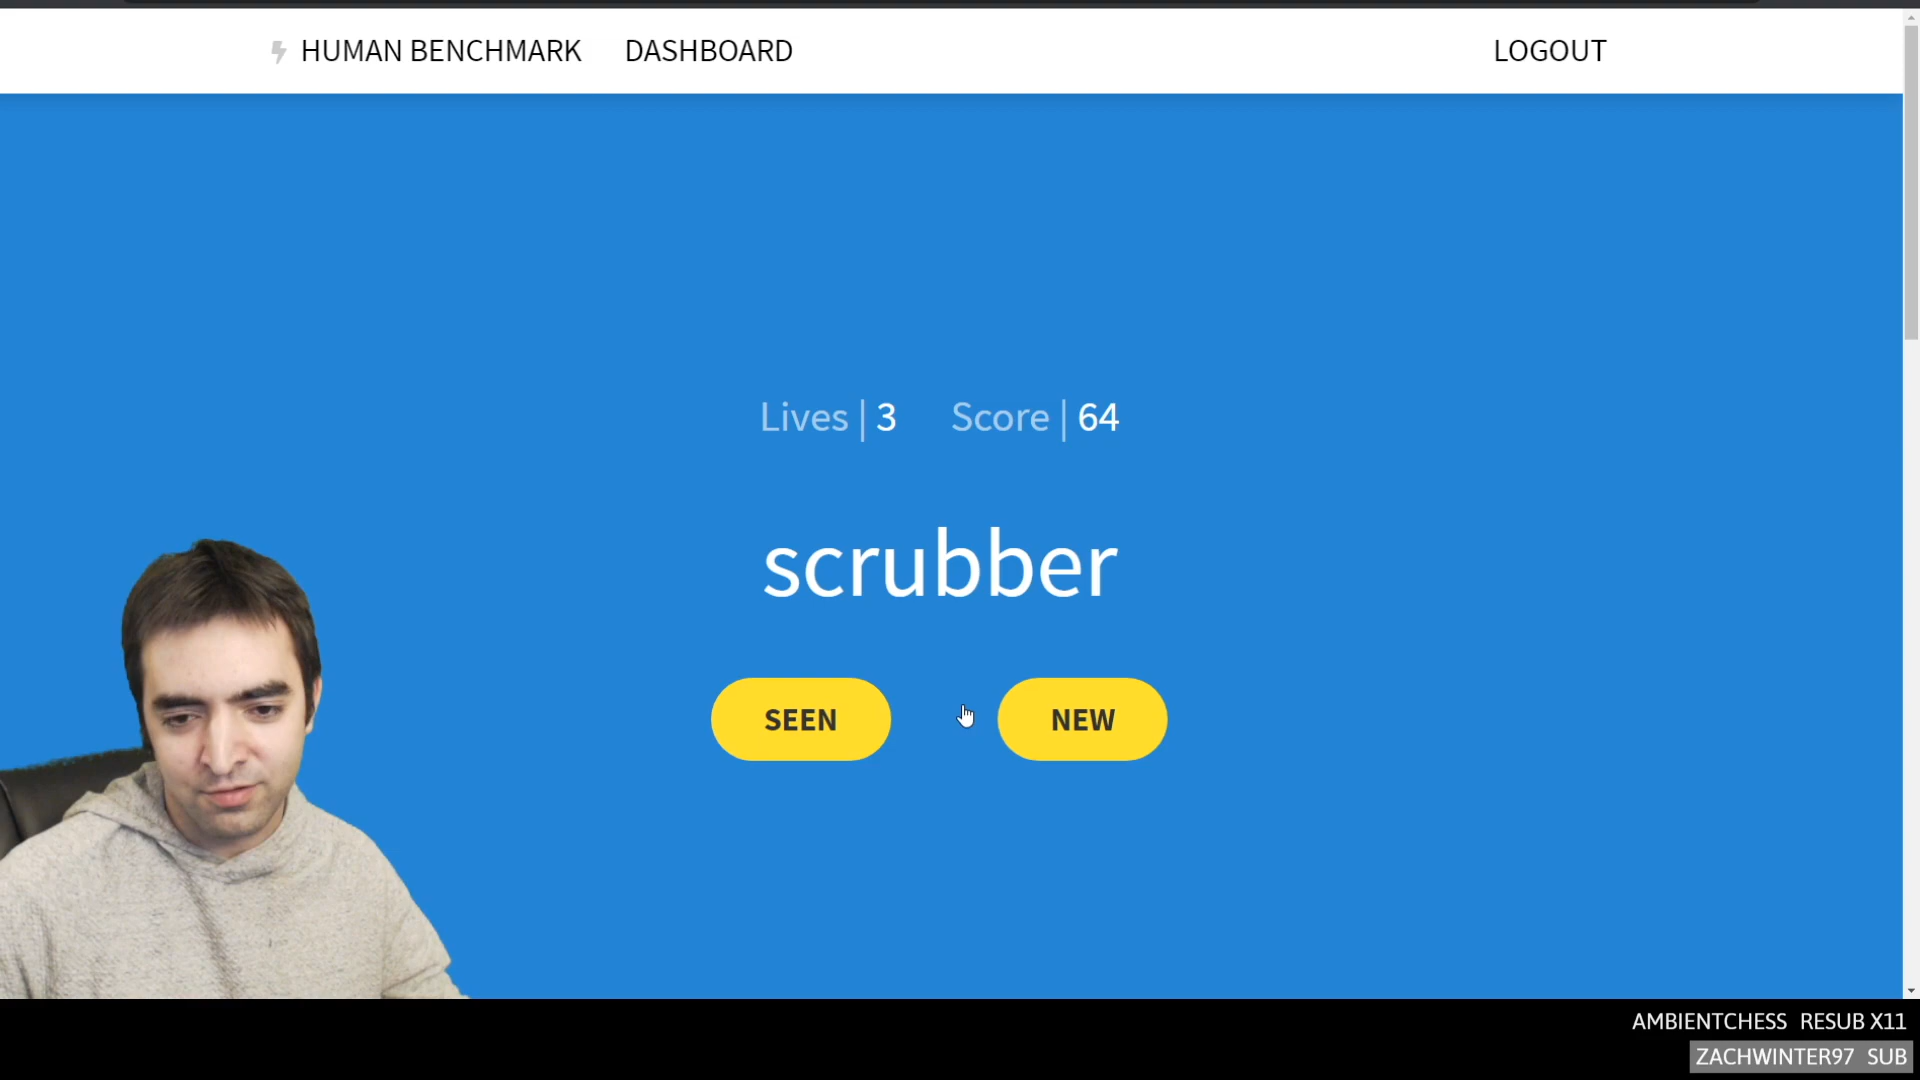 HUMAN BENCHMARK DASHBOARD LOGOUT
Lives | 3 Score | 64
scrubber
SEEN NEW
AMBIENTCHESS RESUB X11
ZACHWINTER97 SUB